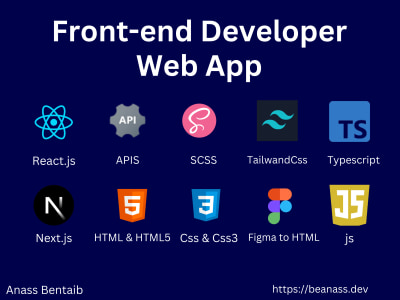 Front-end Developer
Web App
API
TS
React.js
APIS
SCSS
TailwandCss
Typescript
N
5
3
JS
Next.js
HTML & HTML5
Css & Css3
Figma to HTML
js
Anass Bentaib
https://beanass.dev